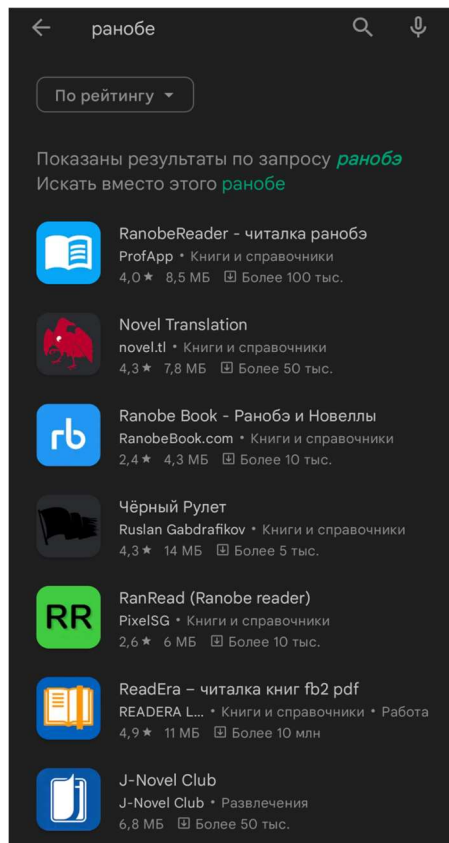 ранобе
По рейтингу
Показаны результаты по запросу ранобэ
Искать вместо этого ранобе
RanobeReader - читалка ранобэ
ProfApp • Книги и справочники
4,0★ 8,5 МБ Более 100 тыс.
Novel Translation
novel.tl • Книги и справочники
4,3★ 7,8 МБ Более 50 тыс.
rb
Ranobe Book - Ранобэ и Новеллы
RanobeBook.com • Книги и справочники
2,4★ 4,3 МБ Более 10 тыс.
Чёрный Рулет
Ruslan Gabdrafikov • Книги и справочники
4,3★ 14 МБ Более 5 тыс.
RR
RanRead (Ranobe reader)
PixelSG • Книги и справочники
2,6★ 6 МБ Более 10 тыс.
ReadEra – читалка книг fb2 pdf
READERA L... • Книги и справочники • Работа
4,9★ 11 МБ Более 10 млн
J-Novel Club
J-Novel Club • Развлечения
6,8 МБ Более 50 тыс.